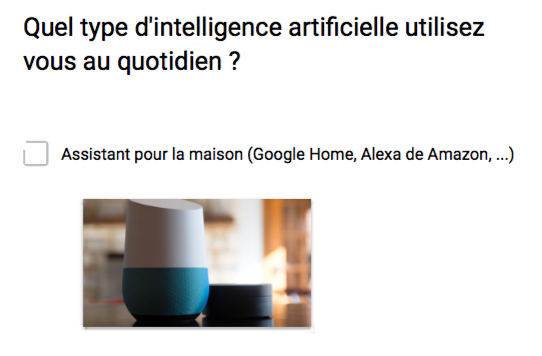 Quel type d'intelligence artificielle utilisez
vous au quotidien ?
Assistant pour la maison (Google Home, Alexa de Amazon, ...)